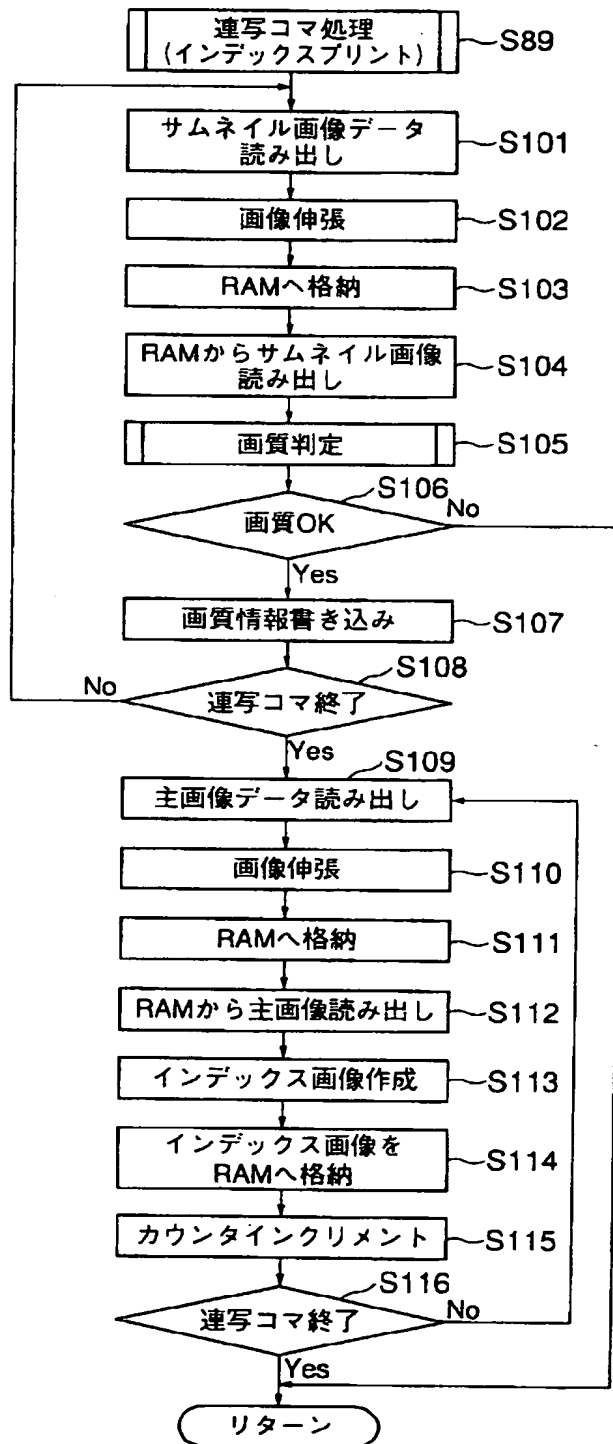 連写コマ処理
(インデックスプリント)
S89
サムネイル画像データ
読み出し
S101
画像伸張
S102
RAMへ格納
S103
RAMからサムネイル画像
読み出し
S104
画質判定
S105
S106
画質OK
No
Yes
画質情報書き込み
S107
S108
No
連写コマ終了
Yes
S109
主画像データ読み出し
画像伸張
S110
RAMへ格納
S111
RAMから主画像読み出し
S112
インデックス画像作成
S113
インデックス画像を
RAMへ格納
S114
カウンタインクリメント
S115
S116
連写コマ終了
No
Yes
リターン